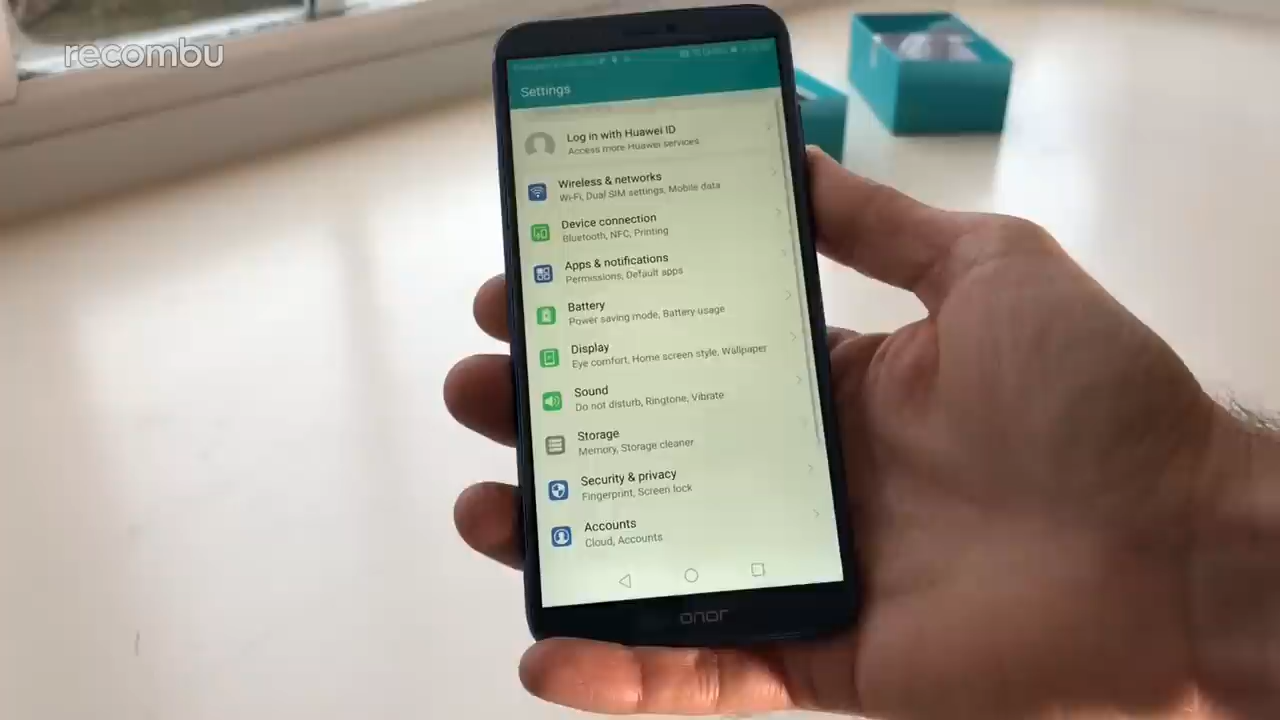 recombu
Settings
Log in with Huawei ID
Access more Huawei services
Wireless & networks
Wi-Fi, Dual SIM settings, Mobile data
Device connection
Bluetooth, NFC, Printing
Apps & notifications
Permissions, Default apps
Battery
Power saving mode, Battery usage
Display
Eye comfort, Home screen style, Wallpaper
Sound
Do not disturb, Ringtone, Vibrate
Storage
Memory, Storage cleaner
Security & privacy
Fingerprint, Screen lock
Accounts
Cloud, Accounts
honor